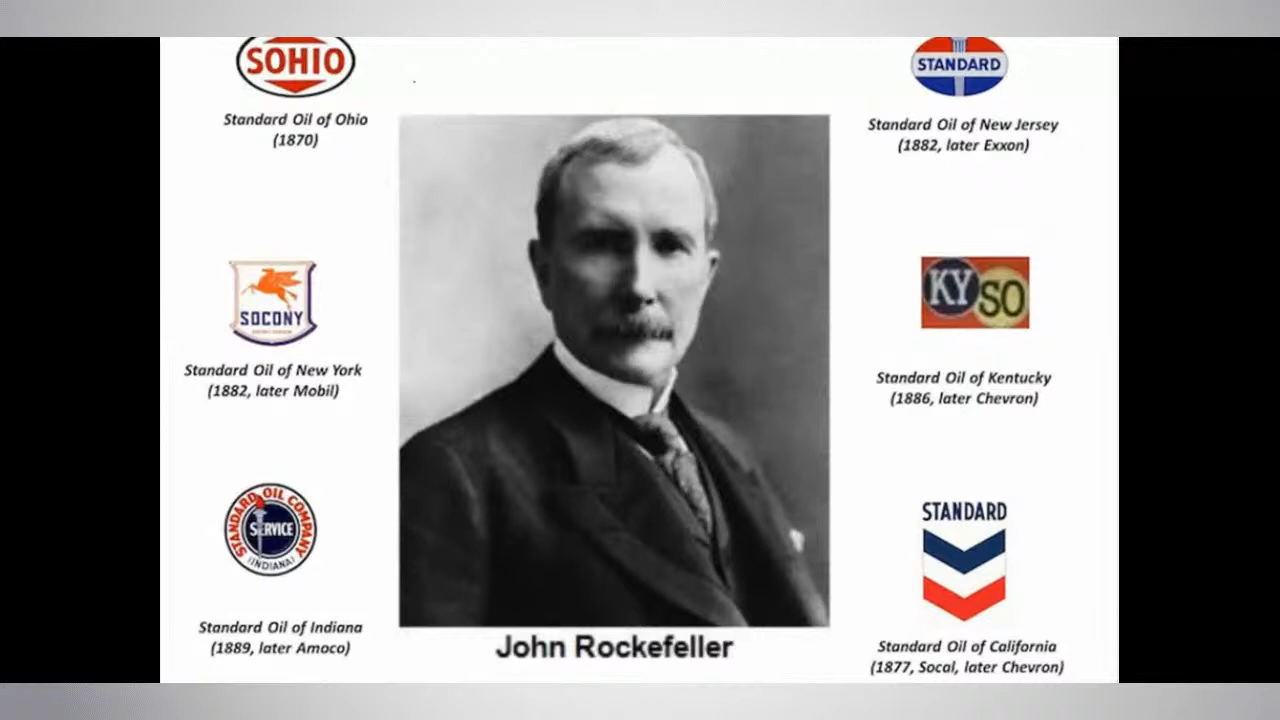 SOHIO
Standard Oil of Ohio
(1870)
STANDARD
Standard Oil of New Jersey
(1882, later Exxon)
SOCONY
Standard Oil of New York
(1882, later Mobil)
KYSO
Standard Oil of Kentucky
(1886, later Chevron)
STANDARD OIL COMPANY
SERVICE
(INDIANA)
Standard Oil of Indiana
(1889, later Amoco)
STANDARD
Standard Oil of California
(1877, Socal, later Chevron)
John Rockefeller